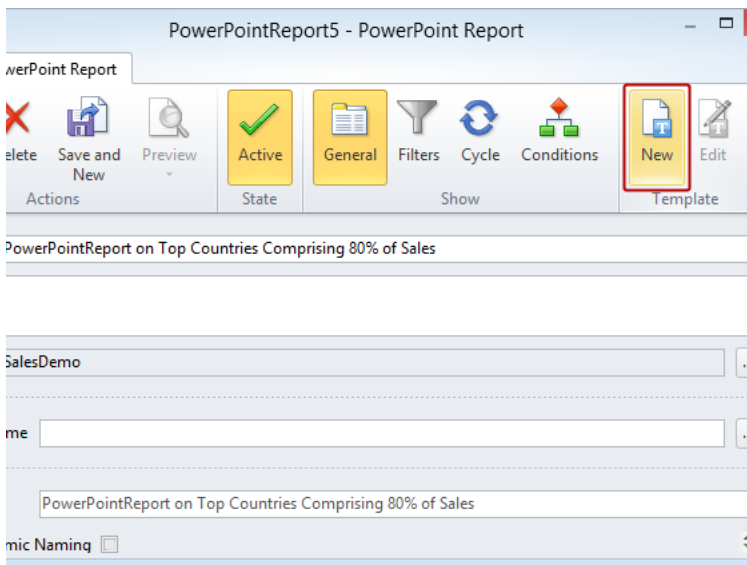 PowerPointReport5 - PowerPoint Report
werPoint Report
elete Save and New Preview Active General Filters Cycle Conditions New Edit
Actions State Show Template
PowerPointReport on Top Countries Comprising 80% of Sales
SalesDemo
me
PowerPointReport on Top Countries Comprising 80% of Sales
mic Naming